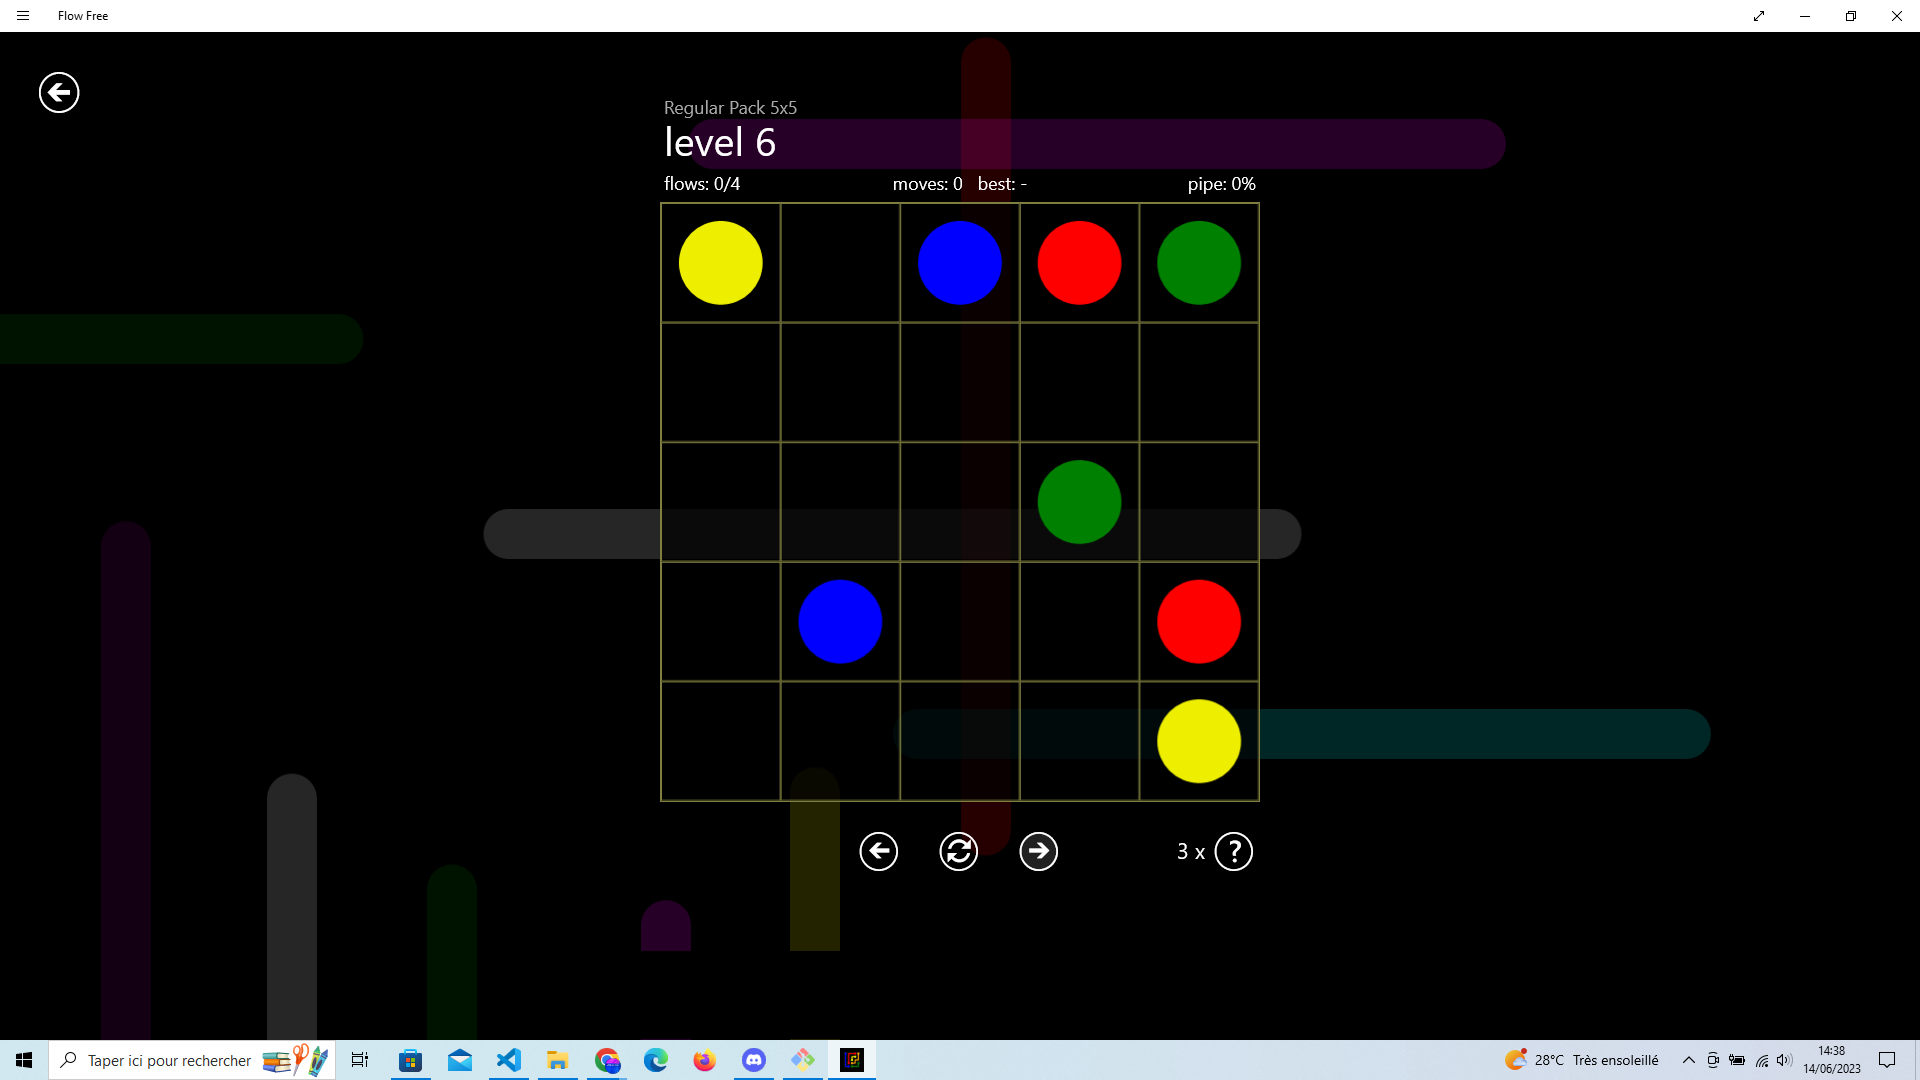 Flow Free
Regular Pack 5x5
level 6
flows: 0/4 moves: 0 best: - pipe: 0%
3 x ?
Taper ici pour rechercher
28°C Très ensoleillé
14:38
14/06/2023